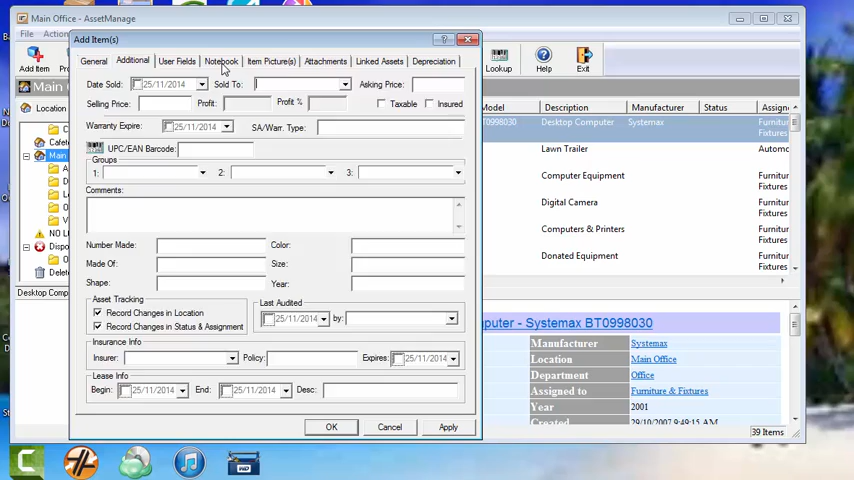 Main Office - AssetManage
File Actio
Add Item(s)
Add Item
Lookup Help Exit
General Additional User Fields Notebook Item Picture(s) Attachments Linked Assets Depreciation
Date Sold: 25/11/2014 Sold To: Asking Price:
Selling Price: Profit: Profit % Taxable Insured
Warranty Expire: 25/11/2014 SA/Warr. Type:
UPC/EAN Barcode:
Groups
1: 2: 3:
Comments:
Number Made: Color:
Made Of: Size:
Shape: Year:
Asset Tracking
Record Changes in Location
Record Changes in Status & Assignment
Last Audited
25/11/2014 by:
Insurance Info
Insurer: Policy: Expires: 25/11/2014
Lease Info
Begin: 25/11/2014 End: 25/11/2014 Desc:
OK Cancel Apply
Main
Location
C
Cafet
Main
A
D
L
O
V
NO L
Dispo
O
Delet
Desktop Comput
Model Description Manufacturer Status Assigne
T0998030 Desktop Computer Systemax Furnitur
Fixtures
Lawn Trailer Automo
Computer Equipment Furnitur
Fixtures
Digital Camera Furnitur
Fixtures
Computers & Printers Furnitur
Fixtures
Donated Equipment Furnitur
Fixtures
puter - Systemax BT0998030
Manufacturer Systemax
Location Main Office
Department Office
Assigned to Furniture & Fixtures
Year 2001
Created 29/10/2007 9:49:15 AM
39 Items